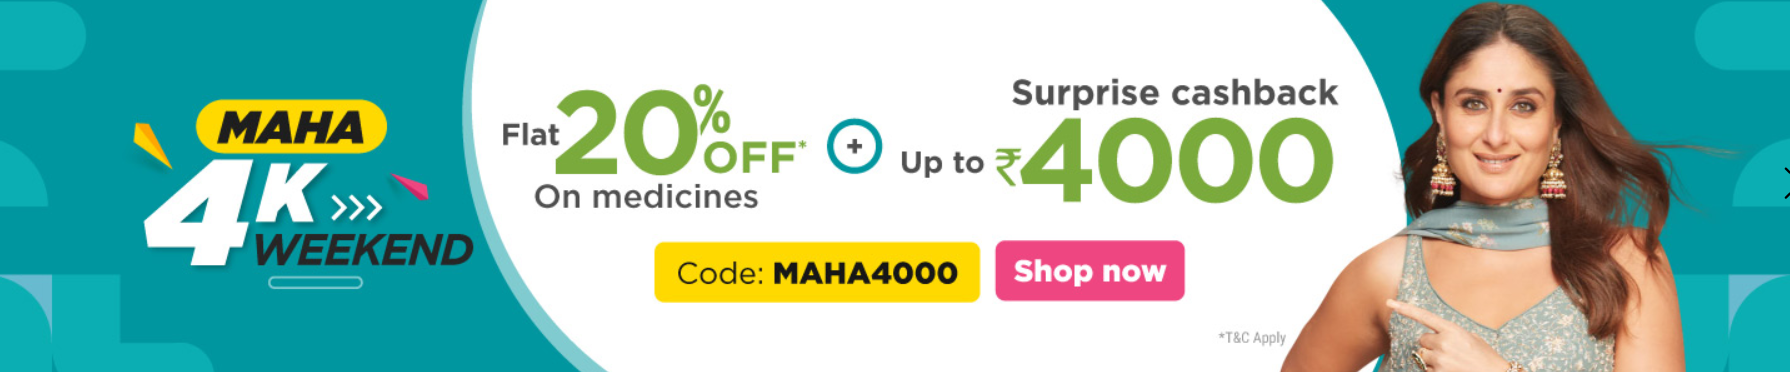 MAHA
4K
WEEKEND
Flat 20% OFF*
On medicines
+
Surprise cashback
Up to ₹4000
Code: MAHA4000
Shop now
*T&C Apply